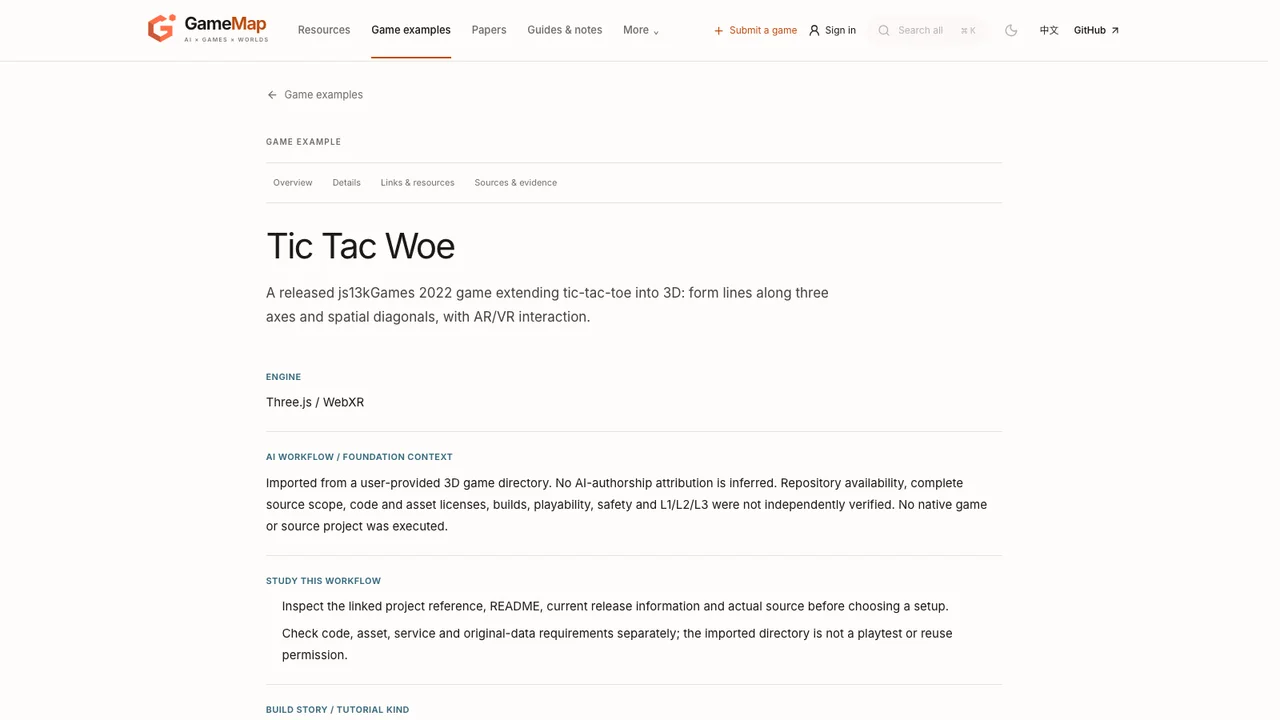 GameMap
AI × GAMES × WORLDS
Resources
Game examples
Papers
Guides & notes
More
Submit a game
Sign in
Search all
⌘ K
中文
GitHub
Game examples
GAME EXAMPLE
Overview
Details
Links & resources
Sources & evidence
Tic Tac Woe
A released js13kGames 2022 game extending tic-tac-toe into 3D: form lines along three
axes and spatial diagonals, with AR/VR interaction.
ENGINE
Three.js / WebXR
AI WORKFLOW / FOUNDATION CONTEXT
Imported from a user-provided 3D game directory. No AI-authorship attribution is inferred. Repository availability, complete
source scope, code and asset licenses, builds, playability, safety and L1/L2/L3 were not independently verified. No native game
or source project was executed.
STUDY THIS WORKFLOW
Inspect the linked project reference, README, current release information and actual source before choosing a setup.
Check code, asset, service and original-data requirements separately; the imported directory is not a playtest or reuse
permission.
BUILD STORY / TUTORIAL KIND